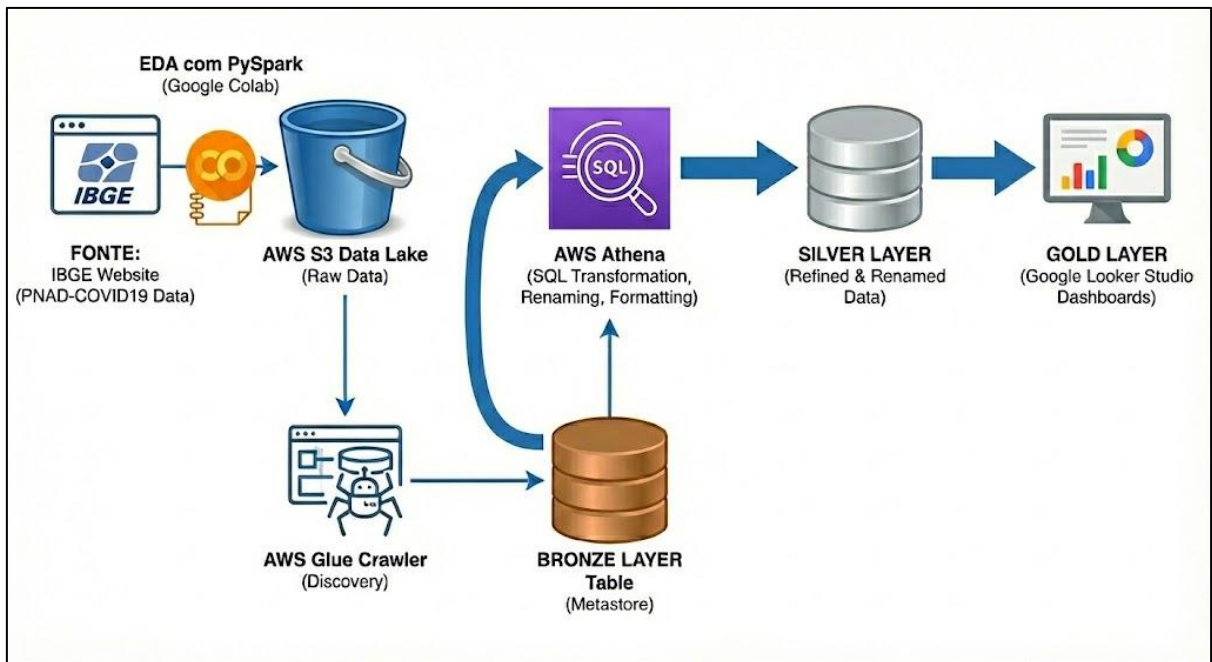 EDA com PySpark
(Google Colab)
IBGE
SQL
FONTE:
IBGE Website
(PNAD-COVID19 Data)
AWS S3 Data Lake
(Raw Data)
AWS Athena
(SQL Transformation,
Renaming, Formatting)
SILVER LAYER
(Refined & Renamed
Data)
GOLD LAYER
(Google Looker Studio
Dashboards)
AWS Glue Crawler
(Discovery)
BRONZE LAYER
Table
(Metastore)